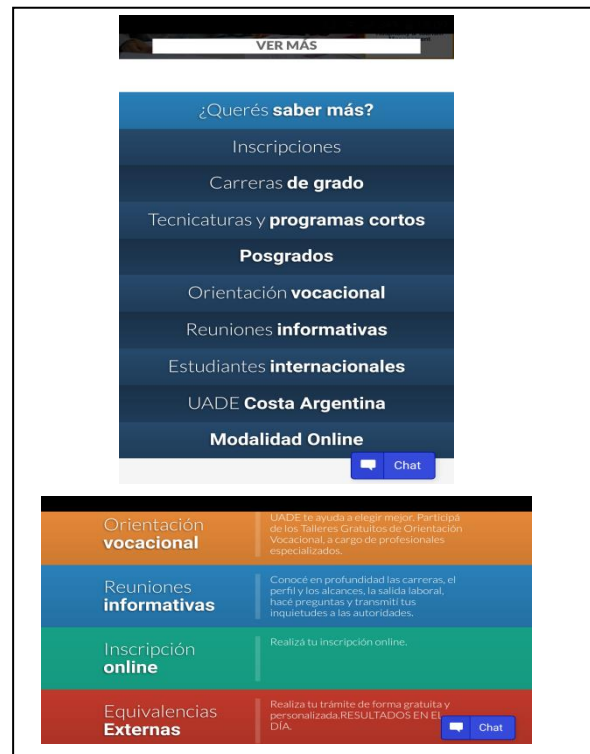 VER MÁS
¿Querés saber más?
Inscripciones
Carreras de grado
Tecnicaturas y programas cortos
Posgrados
Orientación vocacional
Reuniones informativas
Estudiantes internacionales
UADE Costa Argentina
Modalidad Online
Chat
Orientación
vocacional
UADE te ayuda a elegir mejor. Participá
de los Talleres Gratuitos de Orientación
Vocacional, a cargo de profesionales
especializados.
Reuniones
informativas
Conocé en profundidad las carreras, el
perfil y los alcances, la salida laboral,
hacé preguntas y transmití tus
inquietudes a las autoridades.
Inscripción
online
Realizá tu inscripción online.
Equivalencias
Externas
Realiza tu trámite de forma gratuita y
personalizada.RESULTADOS EN EL
DÍA.
Chat